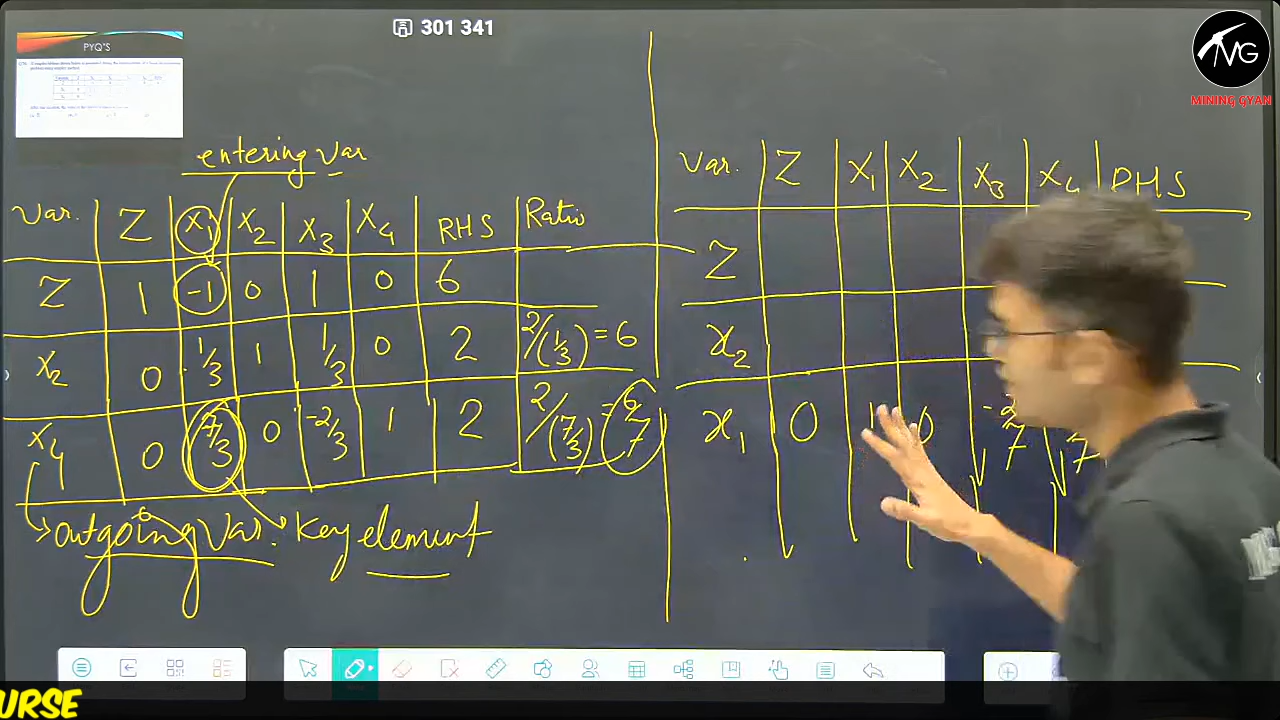 301 341
PYQ'S
MINING GYAN
entering Var
Var. Z X1 X2 X3 X4 RHS Ratio
Z 1 -1 0 1 0 6
X2 0 1/3 1 1/3 0 2 2/(1/3) = 6
X4 0 7/3 0 -2/3 1 2 2/(7/3) = 6/7
Outgoing Var. Key element
Var. Z X1 X2 X3 X4 RHS
Z
x2
x1 0 1 0 -2/7
URSE